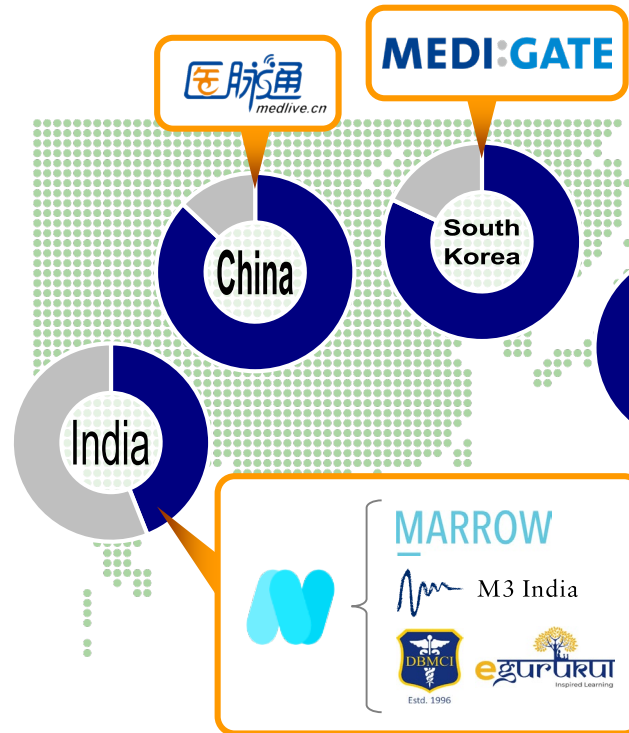 医脉通
medlive.cn
MEDI:GATE
China
South
Korea
India
MARROW
M3 India
DBMCI
Estd. 1996
egurukul
Inspired Learning